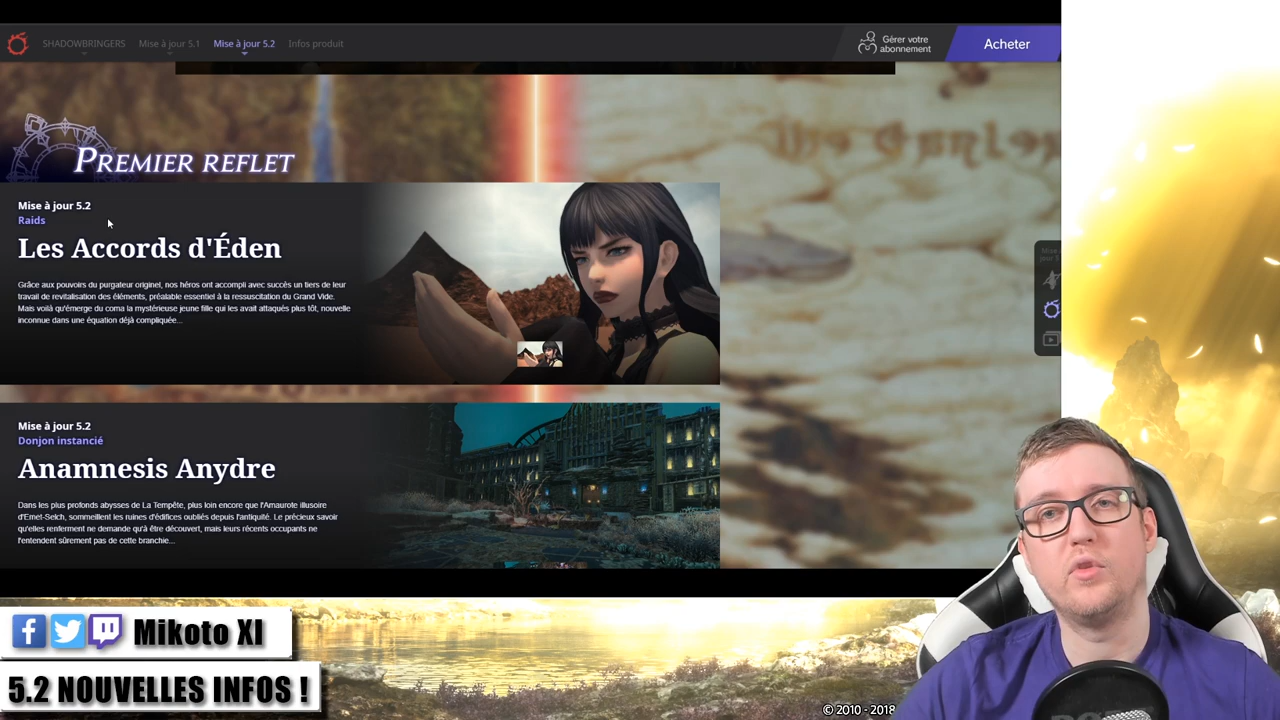 SHADOWBRINGERS Mise à jour 5.1 Mise à jour 5.2 Infos produit
Gérer votre
abonnement
Acheter
PREMIER REFLET
Mise à jour 5.2
Raids
Les Accords d'Éden
Grâce aux pouvoirs du purgateur originel, nos héros ont accompli avec succès un tiers de leur
travail de revitalisation des éléments, préalable essentiel à la ressuscitation du Grand Vide.
Mais voilà qu'émerge du coma la mystérieuse jeune fille qui les avait attaqués plus tôt, nouvelle
inconnue dans une équation déjà compliquée...
Mise à jour 5.2
Donjon instancié
Anamnesis Anydre
Dans les plus profonds abysses de La Tempête, plus loin encore que l'Amaurote illusoire
d'Emet-Selch, sommeillent les ruines d'édifices oubliés depuis l'antiquité. Le précieux savoir
qu'elles renferment ne demande qu'à être découvert, mais leurs récents occupants ne
l'entendent sûrement pas de cette branchie...
Mikoto XI
5.2 NOUVELLES INFOS !
© 2010 - 2018